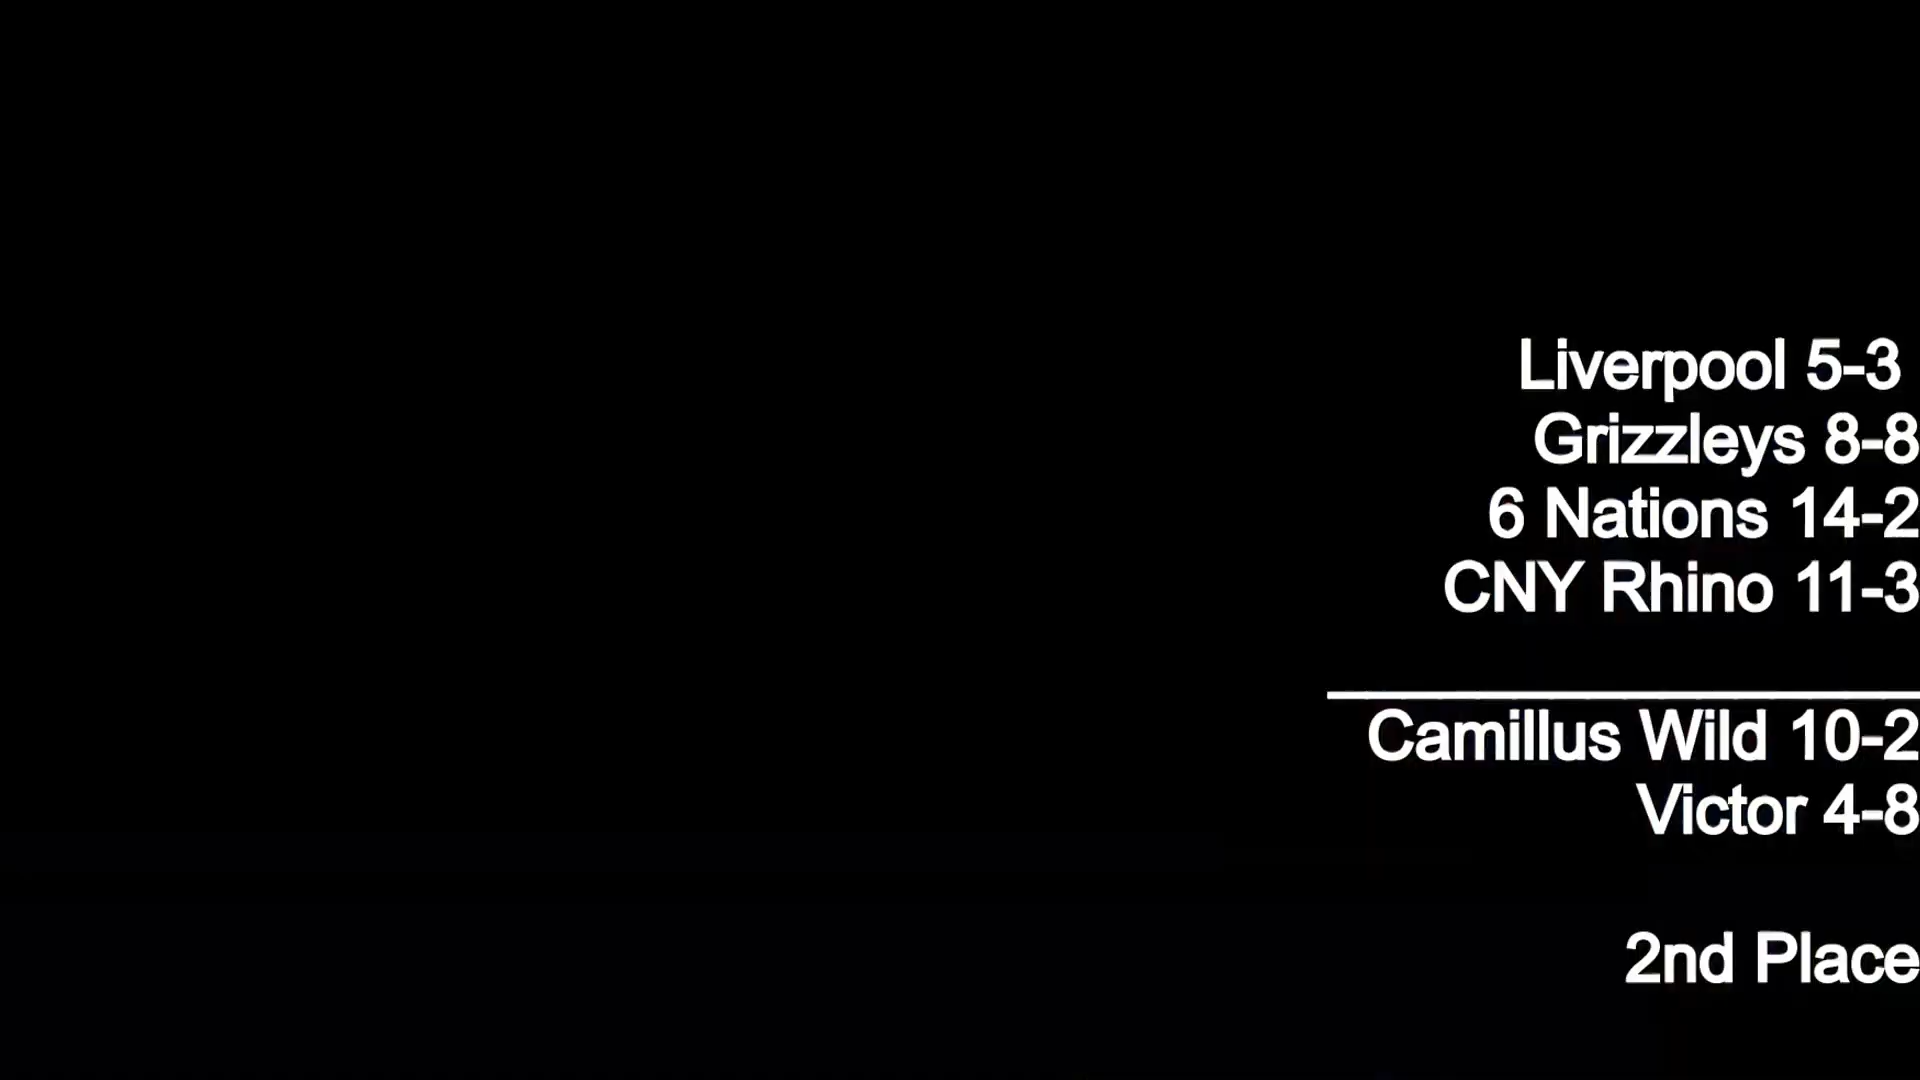 Liverpool 5-3
Grizzleys 8-8
6 Nations 14-2
CNY Rhino 11-3
Camillus Wild 10-2
Victor 4-8
2nd Place